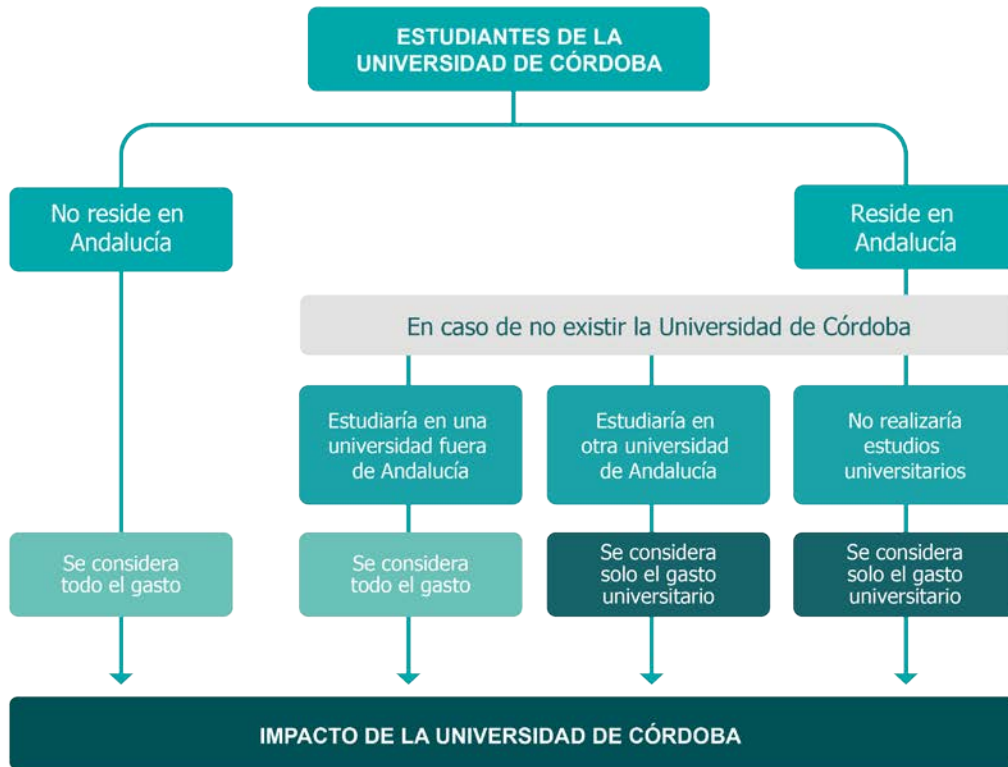 ESTUDIANTES DE LA
UNIVERSIDAD DE CÓRDOBA
No reside en
Andalucía
Reside en
Andalucía
En caso de no existir la Universidad de Córdoba
Estudiaría en una
universidad fuera
de Andalucía
Estudiaría en
otra universidad
de Andalucía
No realizaría
estudios
universitarios
Se considera
todo el gasto
Se considera
todo el gasto
Se considera
solo el gasto
universitario
Se considera
solo el gasto
universitario
IMPACTO DE LA UNIVERSIDAD DE CÓRDOBA